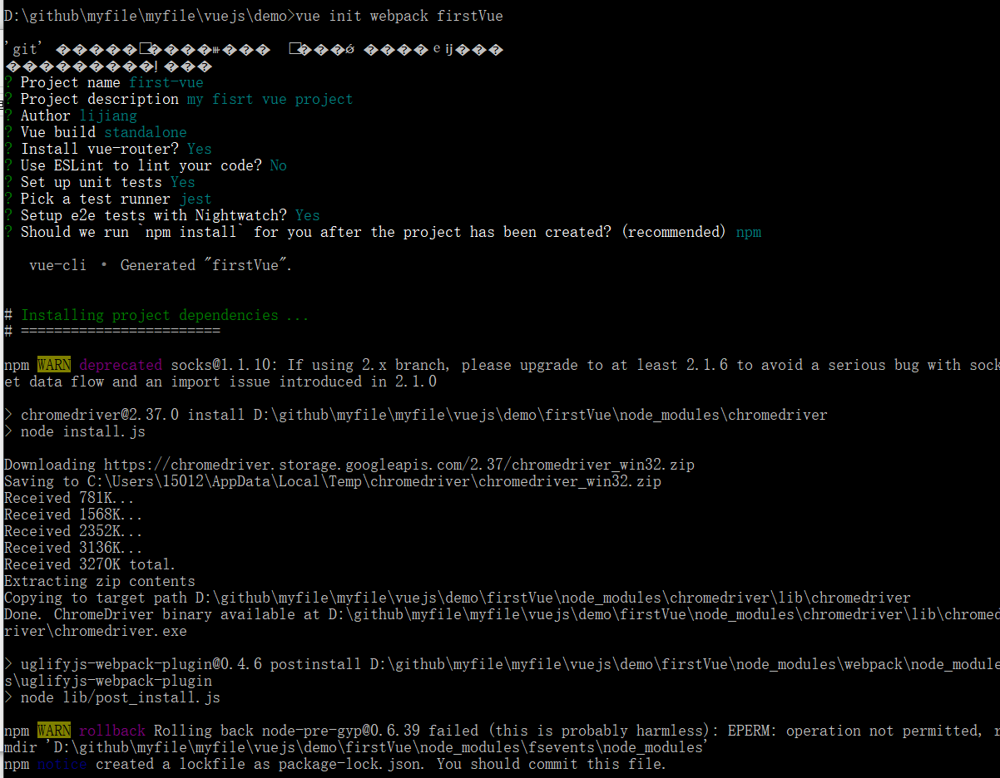 D:\github\myfile\myfile\vuejs\demo>vue init webpack firstVue
'git'
? Project name first-vue
? Project description my fisrt vue project
? Author lijiang
? Vue build standalone
? Install vue-router? Yes
? Use ESLint to lint your code? No
? Set up unit tests Yes
? Pick a test runner jest
? Setup e2e tests with Nightwatch? Yes
? Should we run `npm install` for you after the project has been created? (recommended) npm
vue-cli · Generated "firstVue".
# Installing project dependencies ...
# ========================
npm WARN deprecated socks@1.1.10: If using 2.x branch, please upgrade to at least 2.1.6 to avoid a serious bug with sock
et data flow and an import issue introduced in 2.1.0
> chromedriver@2.37.0 install D:\github\myfile\myfile\vuejs\demo\firstVue\node_modules\chromedriver
> node install.js
Downloading https://chromedriver.storage.googleapis.com/2.37/chromedriver_win32.zip
Saving to C:\Users\15012\AppData\Local\Temp\chromedriver\chromedriver_win32.zip
Received 781K...
Received 1568K...
Received 2352K...
Received 3136K...
Received 3270K total.
Extracting zip contents
Copying to target path D:\github\myfile\myfile\vuejs\demo\firstVue\node_modules\chromedriver\lib\chromedriver
Done. ChromeDriver binary available at D:\github\myfile\myfile\vuejs\demo\firstVue\node_modules\chromedriver\lib\chromed
river\chromedriver.exe
> uglifyjs-webpack-plugin@0.4.6 postinstall D:\github\myfile\myfile\vuejs\demo\firstVue\node_modules\webpack\node_module
s\uglifyjs-webpack-plugin
> node lib/post_install.js
npm WARN rollback Rolling back node-pre-gyp@0.6.39 failed (this is probably harmless): EPERM: operation not permitted, r
mdir 'D:\github\myfile\myfile\vuejs\demo\firstVue\node_modules\fsevents\node_modules'
npm notice created a lockfile as package-lock.json. You should commit this file.